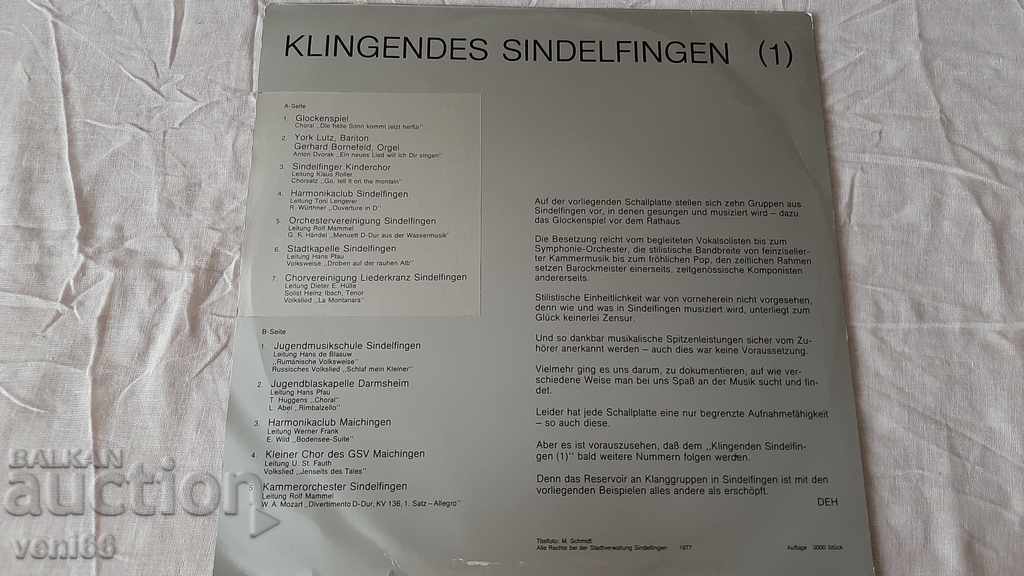 KLINGENDES SINDELFINGEN (1)
A-Seite
1. Glockenspiel
Choral „Die helle Sonn kommt jetzt herfür"
2. York Lutz, Bariton
Gerhard Bornefeld, Orgel
Anton Dvorak „Ein neues Lied will ich Dir singen"
3. Sindelfinger Kinderchor
Leitung Klaus Roller
Chorsatz „Go, tell it on the montain"
4. Harmonikaclub Sindelfingen
Leitung Toni Lengerer
R. Würthner „Ouverture in D"
5. Orchestervereinigung Sindelfingen
Leitung Rolf Mammel
G. F. Händel „Menuett D-Dur aus der Wassermusik"
6. Stadtkapelle Sindelfingen
Leitung Hans Pfau
Volksweise „Droben auf der rauhen Alb"
7. Chorvereinigung Liederkranz Sindelfingen
Leitung Dieter E. Hülle
Solist Heinz Ibach, Tenor
Volkslied „La Montanara"
B-Seite
1. Jugendmusikschule Sindelfingen
Leitung Hans de Blasuw
„Rumänische Volksweise"
Russisches Volkslied „Schlaf mein Kleiner"
2. Jugendblaskapelle Darmsheim
Leitung Hans Pfau
T. Huggens „Choral"
L. Abel „Rimbalzello"
3. Harmonikaclub Maichingen
Leitung Werner Frank
E. Wild „Bodensee-Suite"
4. Kleiner Chor des GSV Maichingen
Leitung U. St. Fauth
Volkslied „Jenseits des Tales"
5. Kammerorchester Sindelfingen
Leitung Rolf Mammel
W. A. Mozart „Divertimento D-Dur, KV 136, 1. Satz – Allegro"
Auf der vorliegenden Schallplatte stellen sich zehn Gruppen aus
Sindelfingen vor, in denen gesungen und musiziert wird – dazu
das Glockenspiel vor dem Rathaus.
Die Besetzung reicht vom begleiteten Vokalsolisten bis zum
Symphonie-Orchester, die stilistische Bandbreite von feinziselier-
ter Kammermusik bis zum fröhlichen Pop, den zeitlichen Rahmen
setzen Barockmeister einerseits, zeitgenössische Komponisten
andererseits.
Stilistische Einheitlichkeit war von vorneherein nicht vorgesehen,
denn wie und was in Sindelfingen musiziert wird, unterliegt zum
Glück keinerlei Zensur.
Und so dankbar musikalische Spitzenleistungen sicher vom Zu-
hörer anerkannt werden – auch dies war keine Voraussetzung.
Vielmehr ging es uns darum, zu dokumentieren, auf wie ver-
schiedene Weise man bei uns Spaß an der Musik sucht und fin-
det.
Leider hat jede Schallplatte eine nur begrenzte Aufnahmefähigkeit
– so auch diese.
Aber es ist vorauszusehen, daß dem „Klingenden Sindelfin-
gen (1)" bald weitere Nummern folgen werden.
Denn das Reservoir an Klanggruppen in Sindelfingen ist mit den
vorliegenden Beispielen alles andere als erschöpft.
DEH
Titelfoto: M. Schmidt
Alle Rechte bei der Stadtverwaltung Sindelfingen 1977 Auflage 3000 Stück
BALKAN
auction
veni66